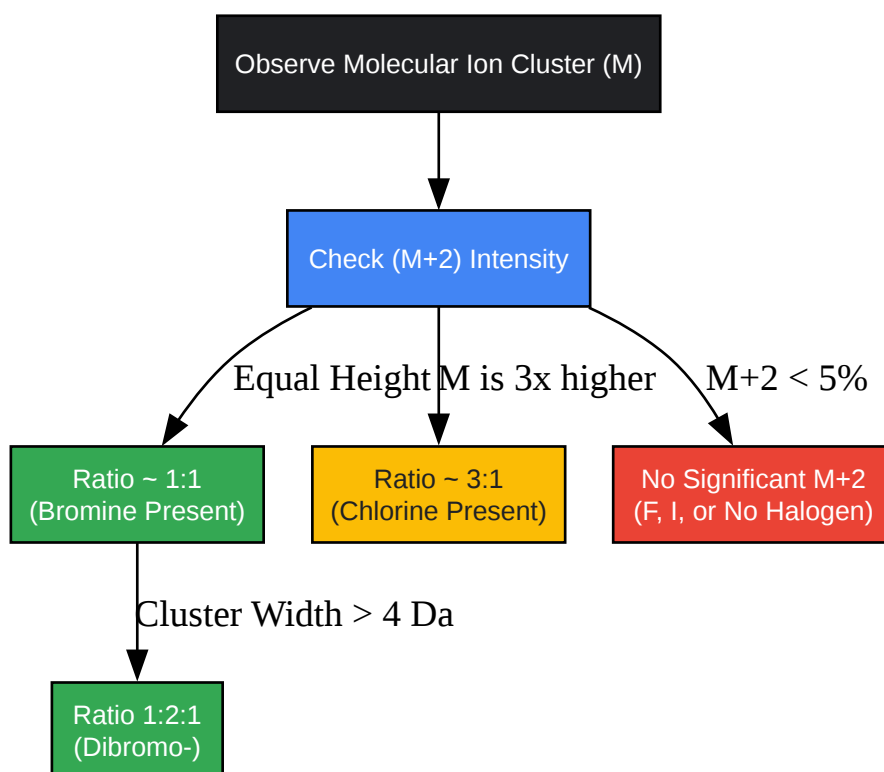 Observe Molecular Ion Cluster (M)
Check (M+2) Intensity
Equal Height
M is 3x higher
M+2 < 5%
Ratio ~ 1:1
(Bromine Present)
Ratio ~ 3:1
(Chlorine Present)
No Significant M+2
(F, I, or No Halogen)
Cluster Width > 4 Da
Ratio 1:2:1
(Dibromo-)